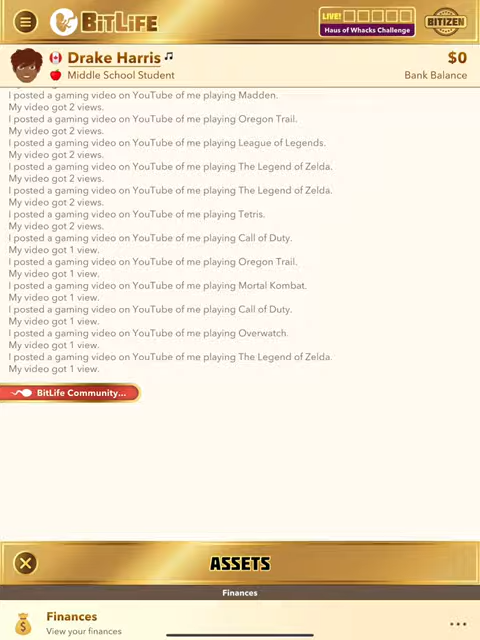 BitLife
LIVE!
Haus of Whacks Challenge
BITIZEN
Drake Harris
Middle School Student
$0
Bank Balance
I posted a gaming video on YouTube of me playing Madden.
My video got 2 views.
I posted a gaming video on YouTube of me playing Oregon Trail.
My video got 2 views.
I posted a gaming video on YouTube of me playing League of Legends.
My video got 2 views.
I posted a gaming video on YouTube of me playing The Legend of Zelda.
My video got 2 views.
I posted a gaming video on YouTube of me playing The Legend of Zelda.
My video got 2 views.
I posted a gaming video on YouTube of me playing Tetris.
My video got 2 views.
I posted a gaming video on YouTube of me playing Call of Duty.
My video got 1 view.
I posted a gaming video on YouTube of me playing Oregon Trail.
My video got 1 view.
I posted a gaming video on YouTube of me playing Mortal Kombat.
My video got 1 view.
I posted a gaming video on YouTube of me playing Call of Duty.
My video got 1 view.
I posted a gaming video on YouTube of me playing Overwatch.
My video got 1 view.
I posted a gaming video on YouTube of me playing The Legend of Zelda.
My video got 1 view.
BitLife Community...
ASSETS
Finances
Finances
View your finances